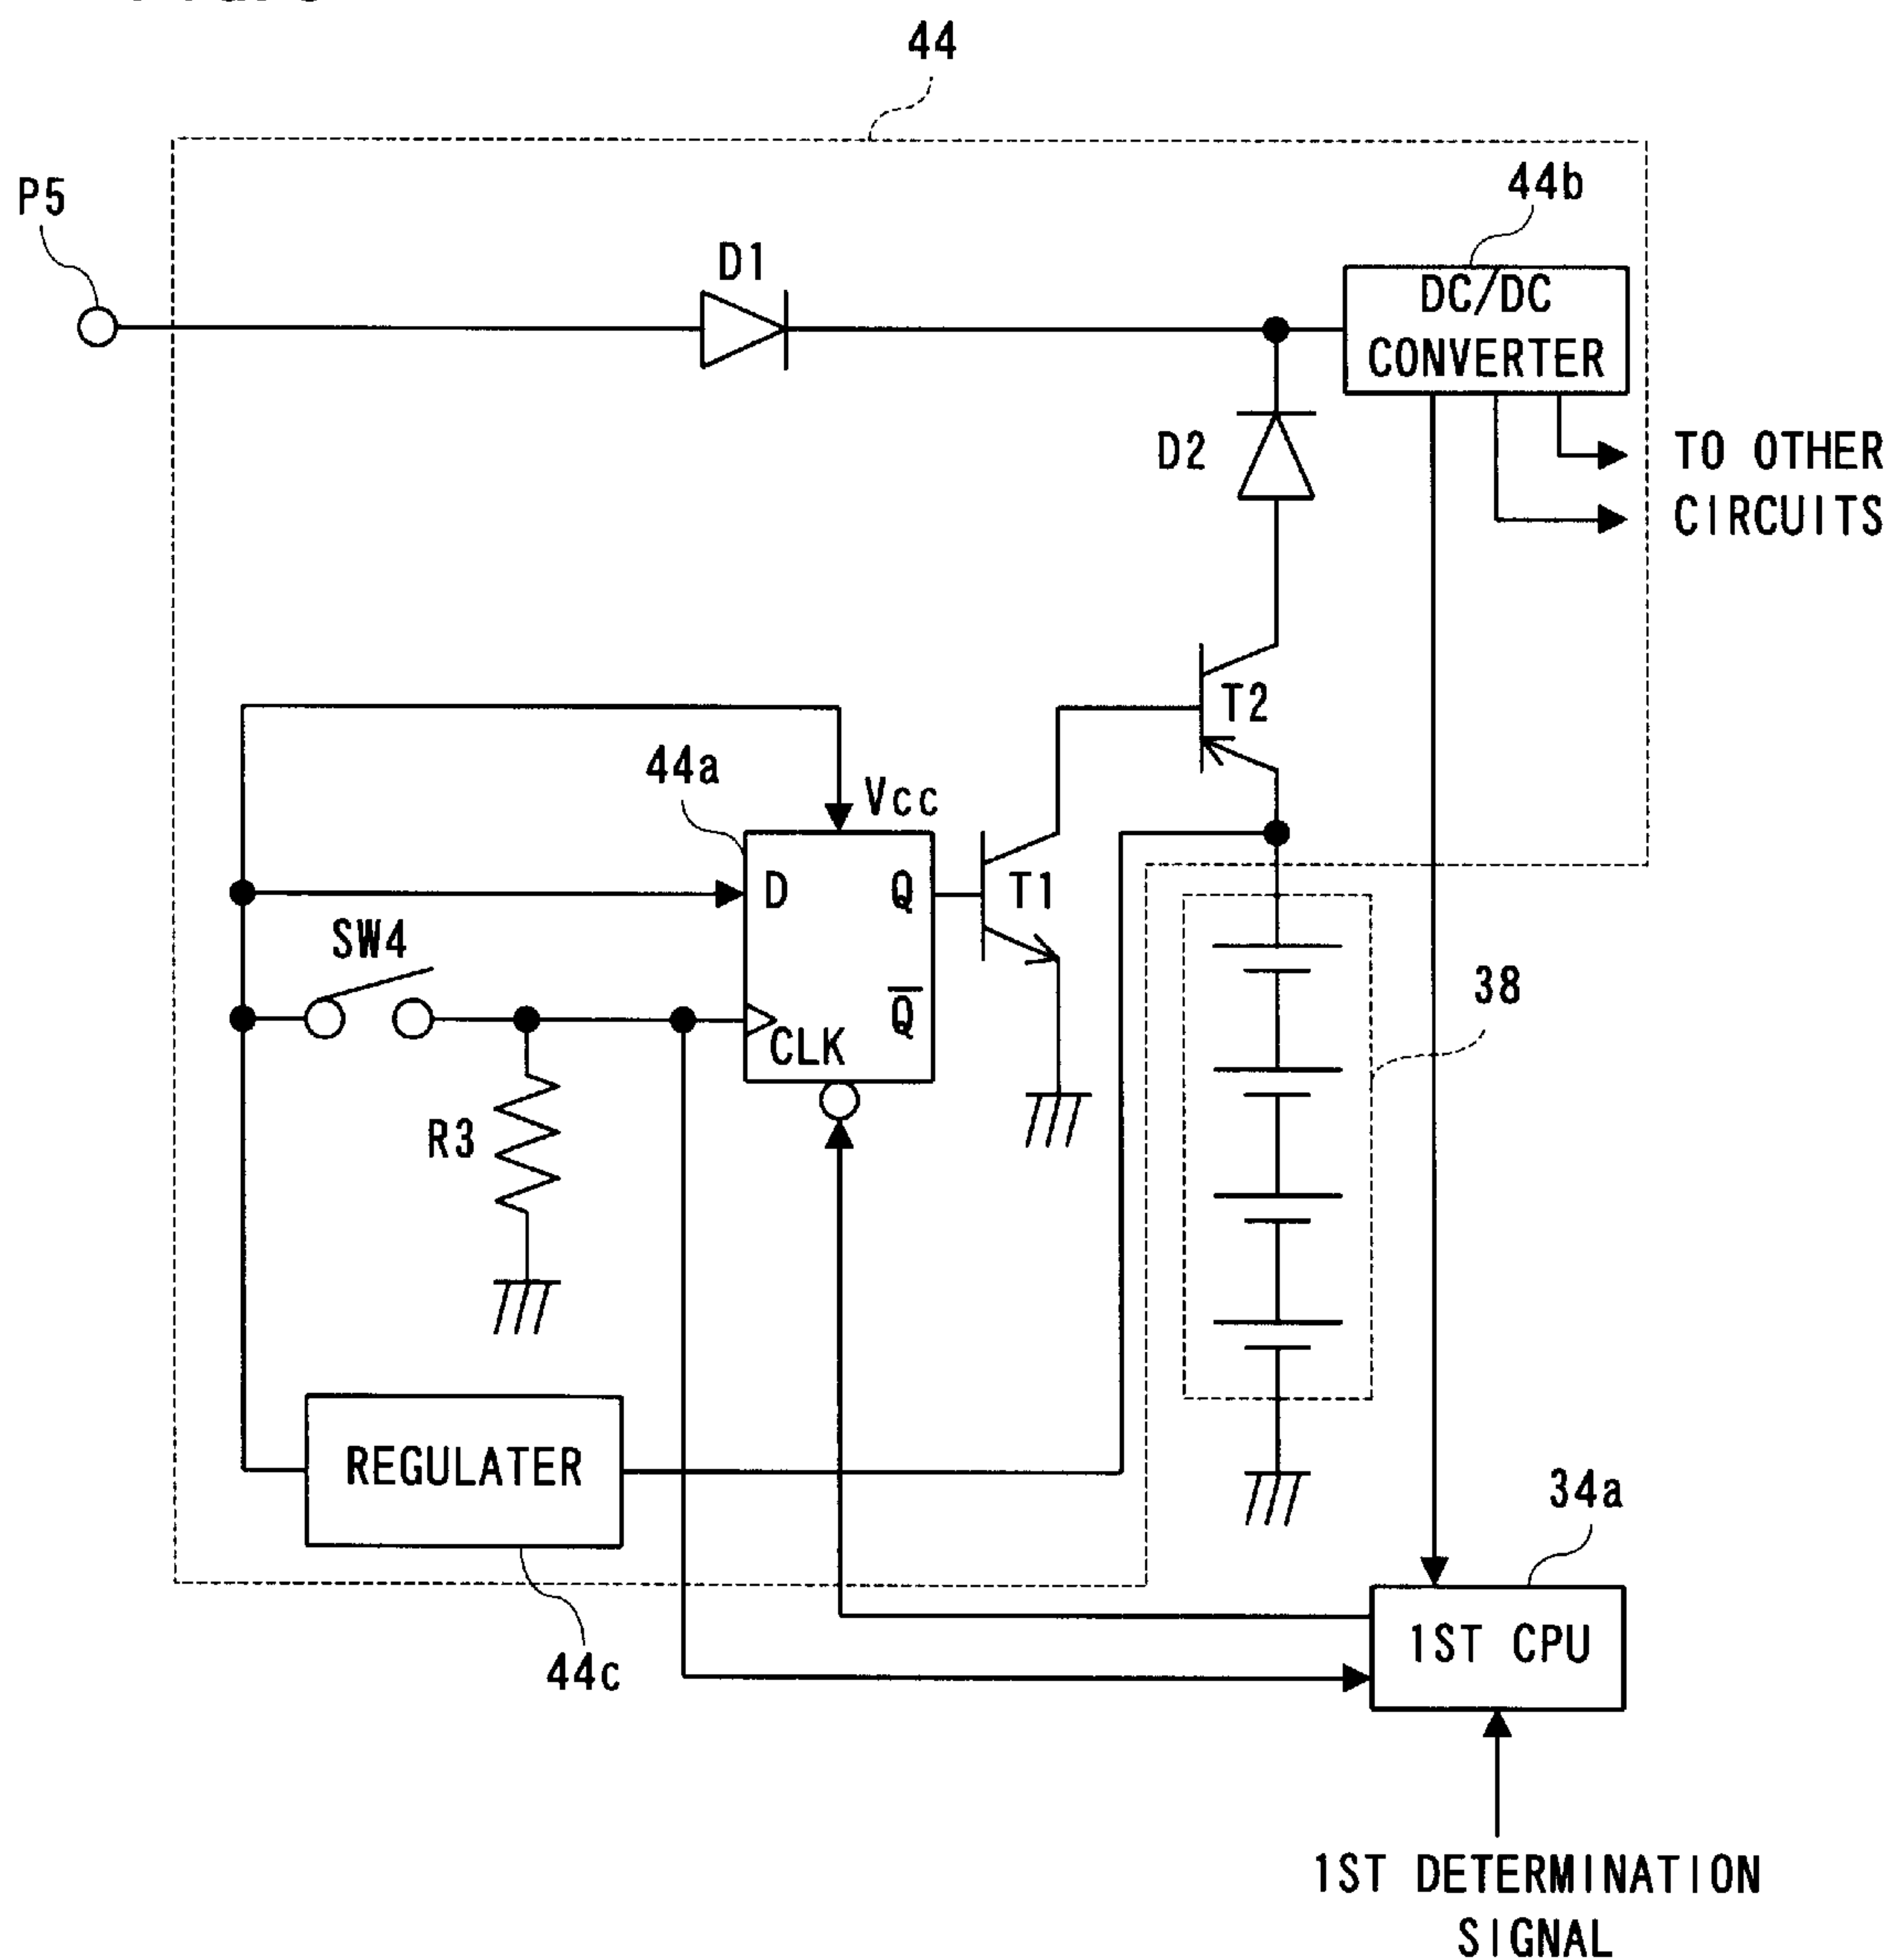 44
P5
44b
D1
DC/DC
CONVERTER
D2
TO OTHER
CIRCUITS
T2
44a
Vcc
D
Q
T1
SW4
38
Q̅
CLK
R3
REGULATER
34a
44c
1ST CPU
1ST DETERMINATION
SIGNAL